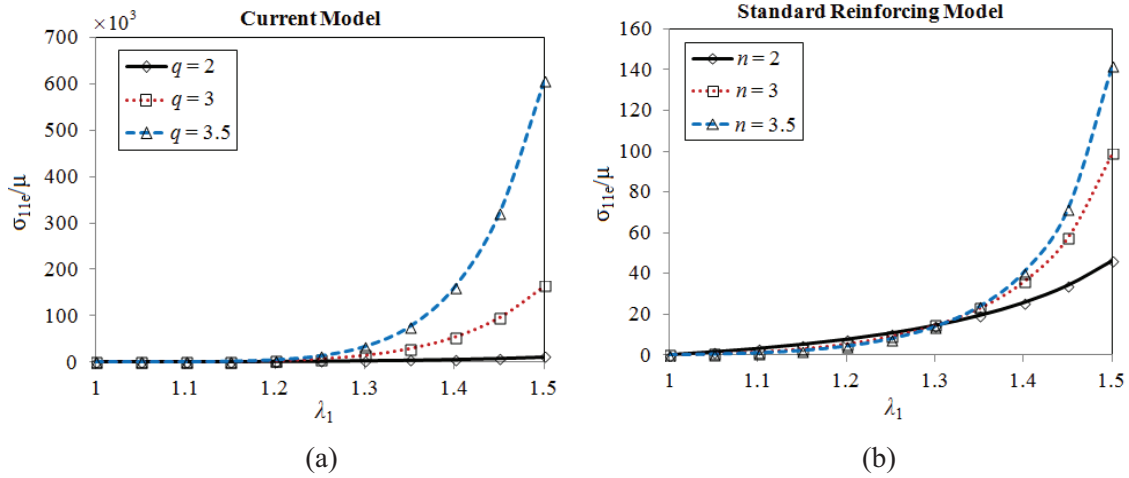 Current Model
×10³
700
600
500
400
300
200
100
0
σ₁₁ₑ/μ
q = 2
q = 3
q = 3.5
1 1.1 1.2 1.3 1.4 1.5
λ₁
(a)
Standard Reinforcing Model
160
140
120
100
80
60
40
20
0
σ₁₁ₑ/μ
n = 2
n = 3
n = 3.5
1 1.1 1.2 1.3 1.4 1.5
λ₁
(b)